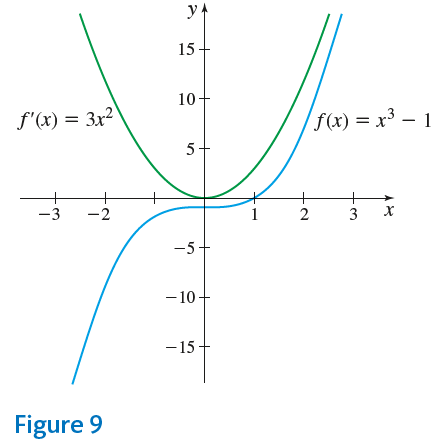 y
15
10
f′(x) = 3x²
f(x) = x³ − 1
5
−3 −2 1 2 3 x
−5
−10
−15
Figure 9